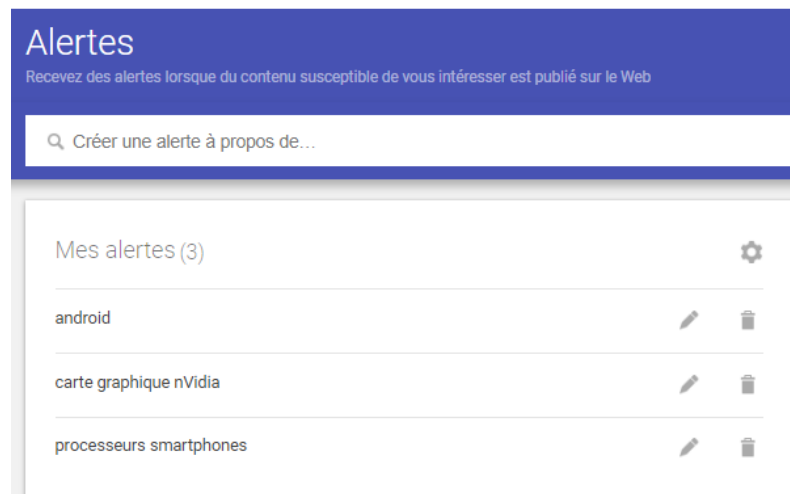 Alertes
Recevez des alertes lorsque du contenu susceptible de vous intéresser est publié sur le Web
Créer une alerte à propos de...
Mes alertes (3)
android
carte graphique nVidia
processeurs smartphones